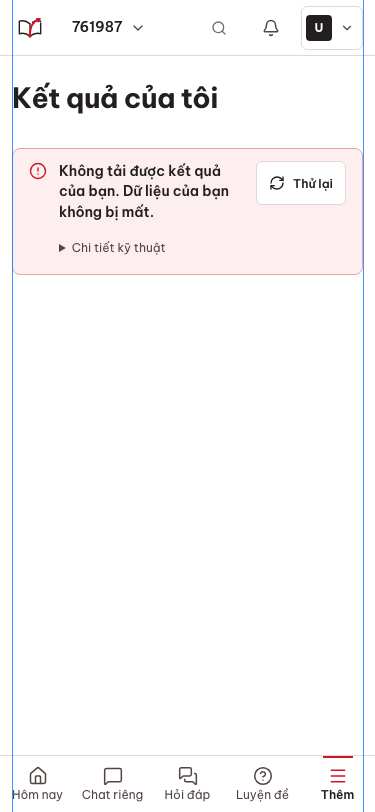 761987
U
Kết quả của tôi
Không tải được kết quả
của bạn. Dữ liệu của bạn
không bị mất.
Thử lại
Chi tiết kỹ thuật
Hôm nay
Chat riêng
Hỏi đáp
Luyện đề
Thêm